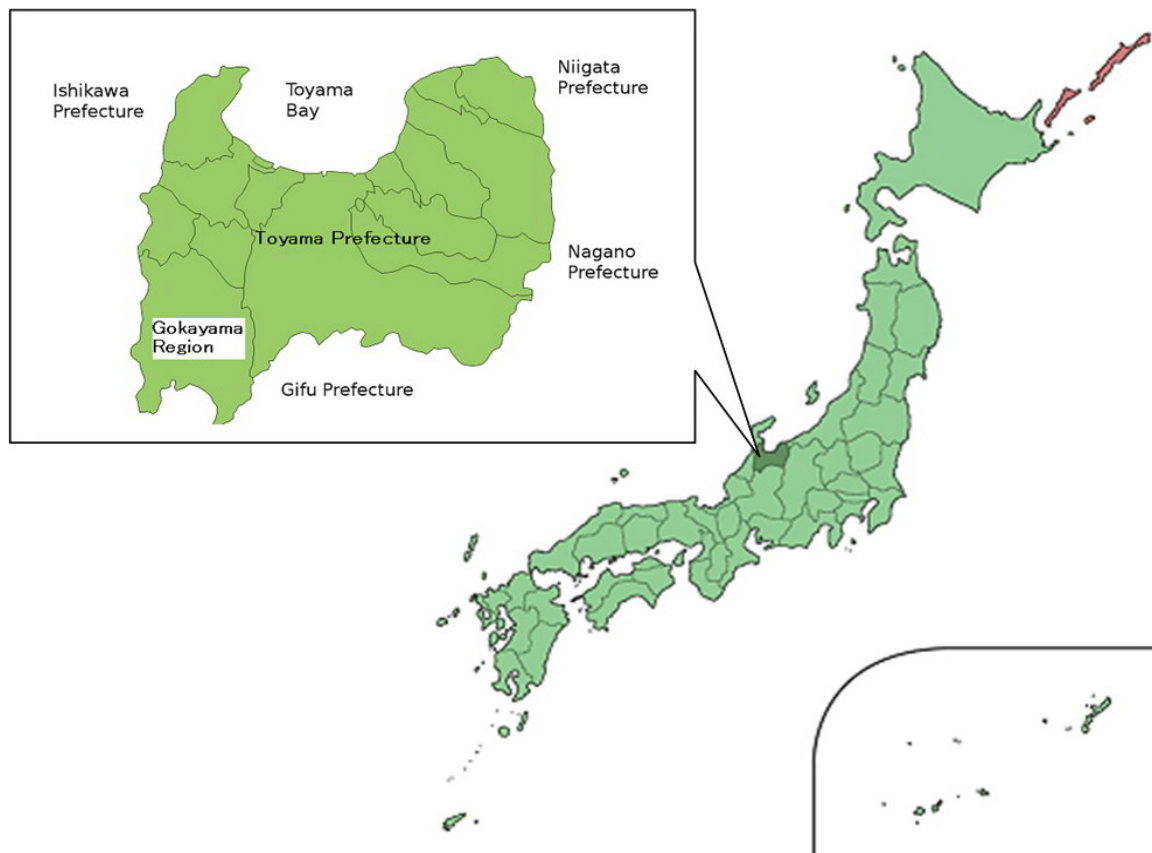 Ishikawa
Prefecture
Toyama
Bay
Niigata
Prefecture
Toyama Prefecture
Nagano
Prefecture
Gokayama
Region
Gifu Prefecture